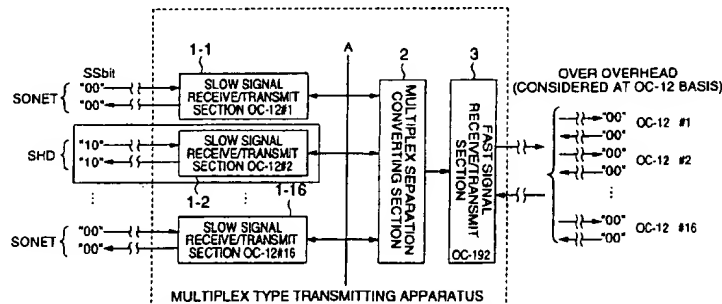 1-1
A
2
3
SSbit
SONET
"00"
"00"
SLOW SIGNAL
RECEIVE/TRANSMIT
SECTION OC-12#1
SHD
"10"
"10"
SLOW SIGNAL
RECEIVE/TRANSMIT
SECTION OC-12#2
1-2
1-16
SONET
"00"
"00"
SLOW SIGNAL
RECEIVE/TRANSMIT
SECTION OC-12#16
MULTIPLEX SEPARATION
CONVERTING SECTION
FAST SIGNAL
RECEIVE/TRANSMIT
SECTION
OC-192
OVER OVERHEAD
(CONSIDERED AT OC-12 BASIS)
"00" OC-12 #1
"00"
"00" OC-12 #2
"00"
"00" OC-12 #16
"00"
MULTIPLEX TYPE TRANSMITTING APPARATUS